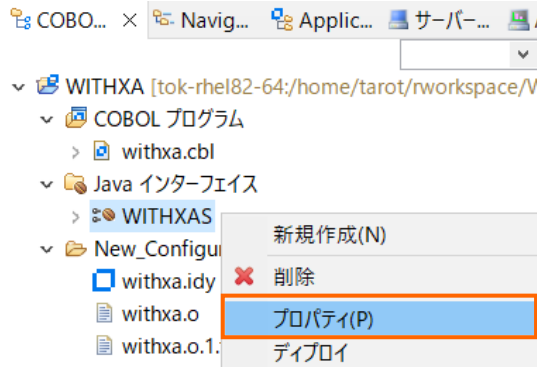 COBO... Navig... Applic... サーバー...
WITHXA [tok-rhel82-64:/home/tarot/rworkspace/
COBOL プログラム
withxa.cbl
Java インターフェイス
WITHXAS
新規作成(N)
New_Configu
withxa.idy
削除
withxa.o
プロパティ(P)
withxa.o.1.
ディプロイ